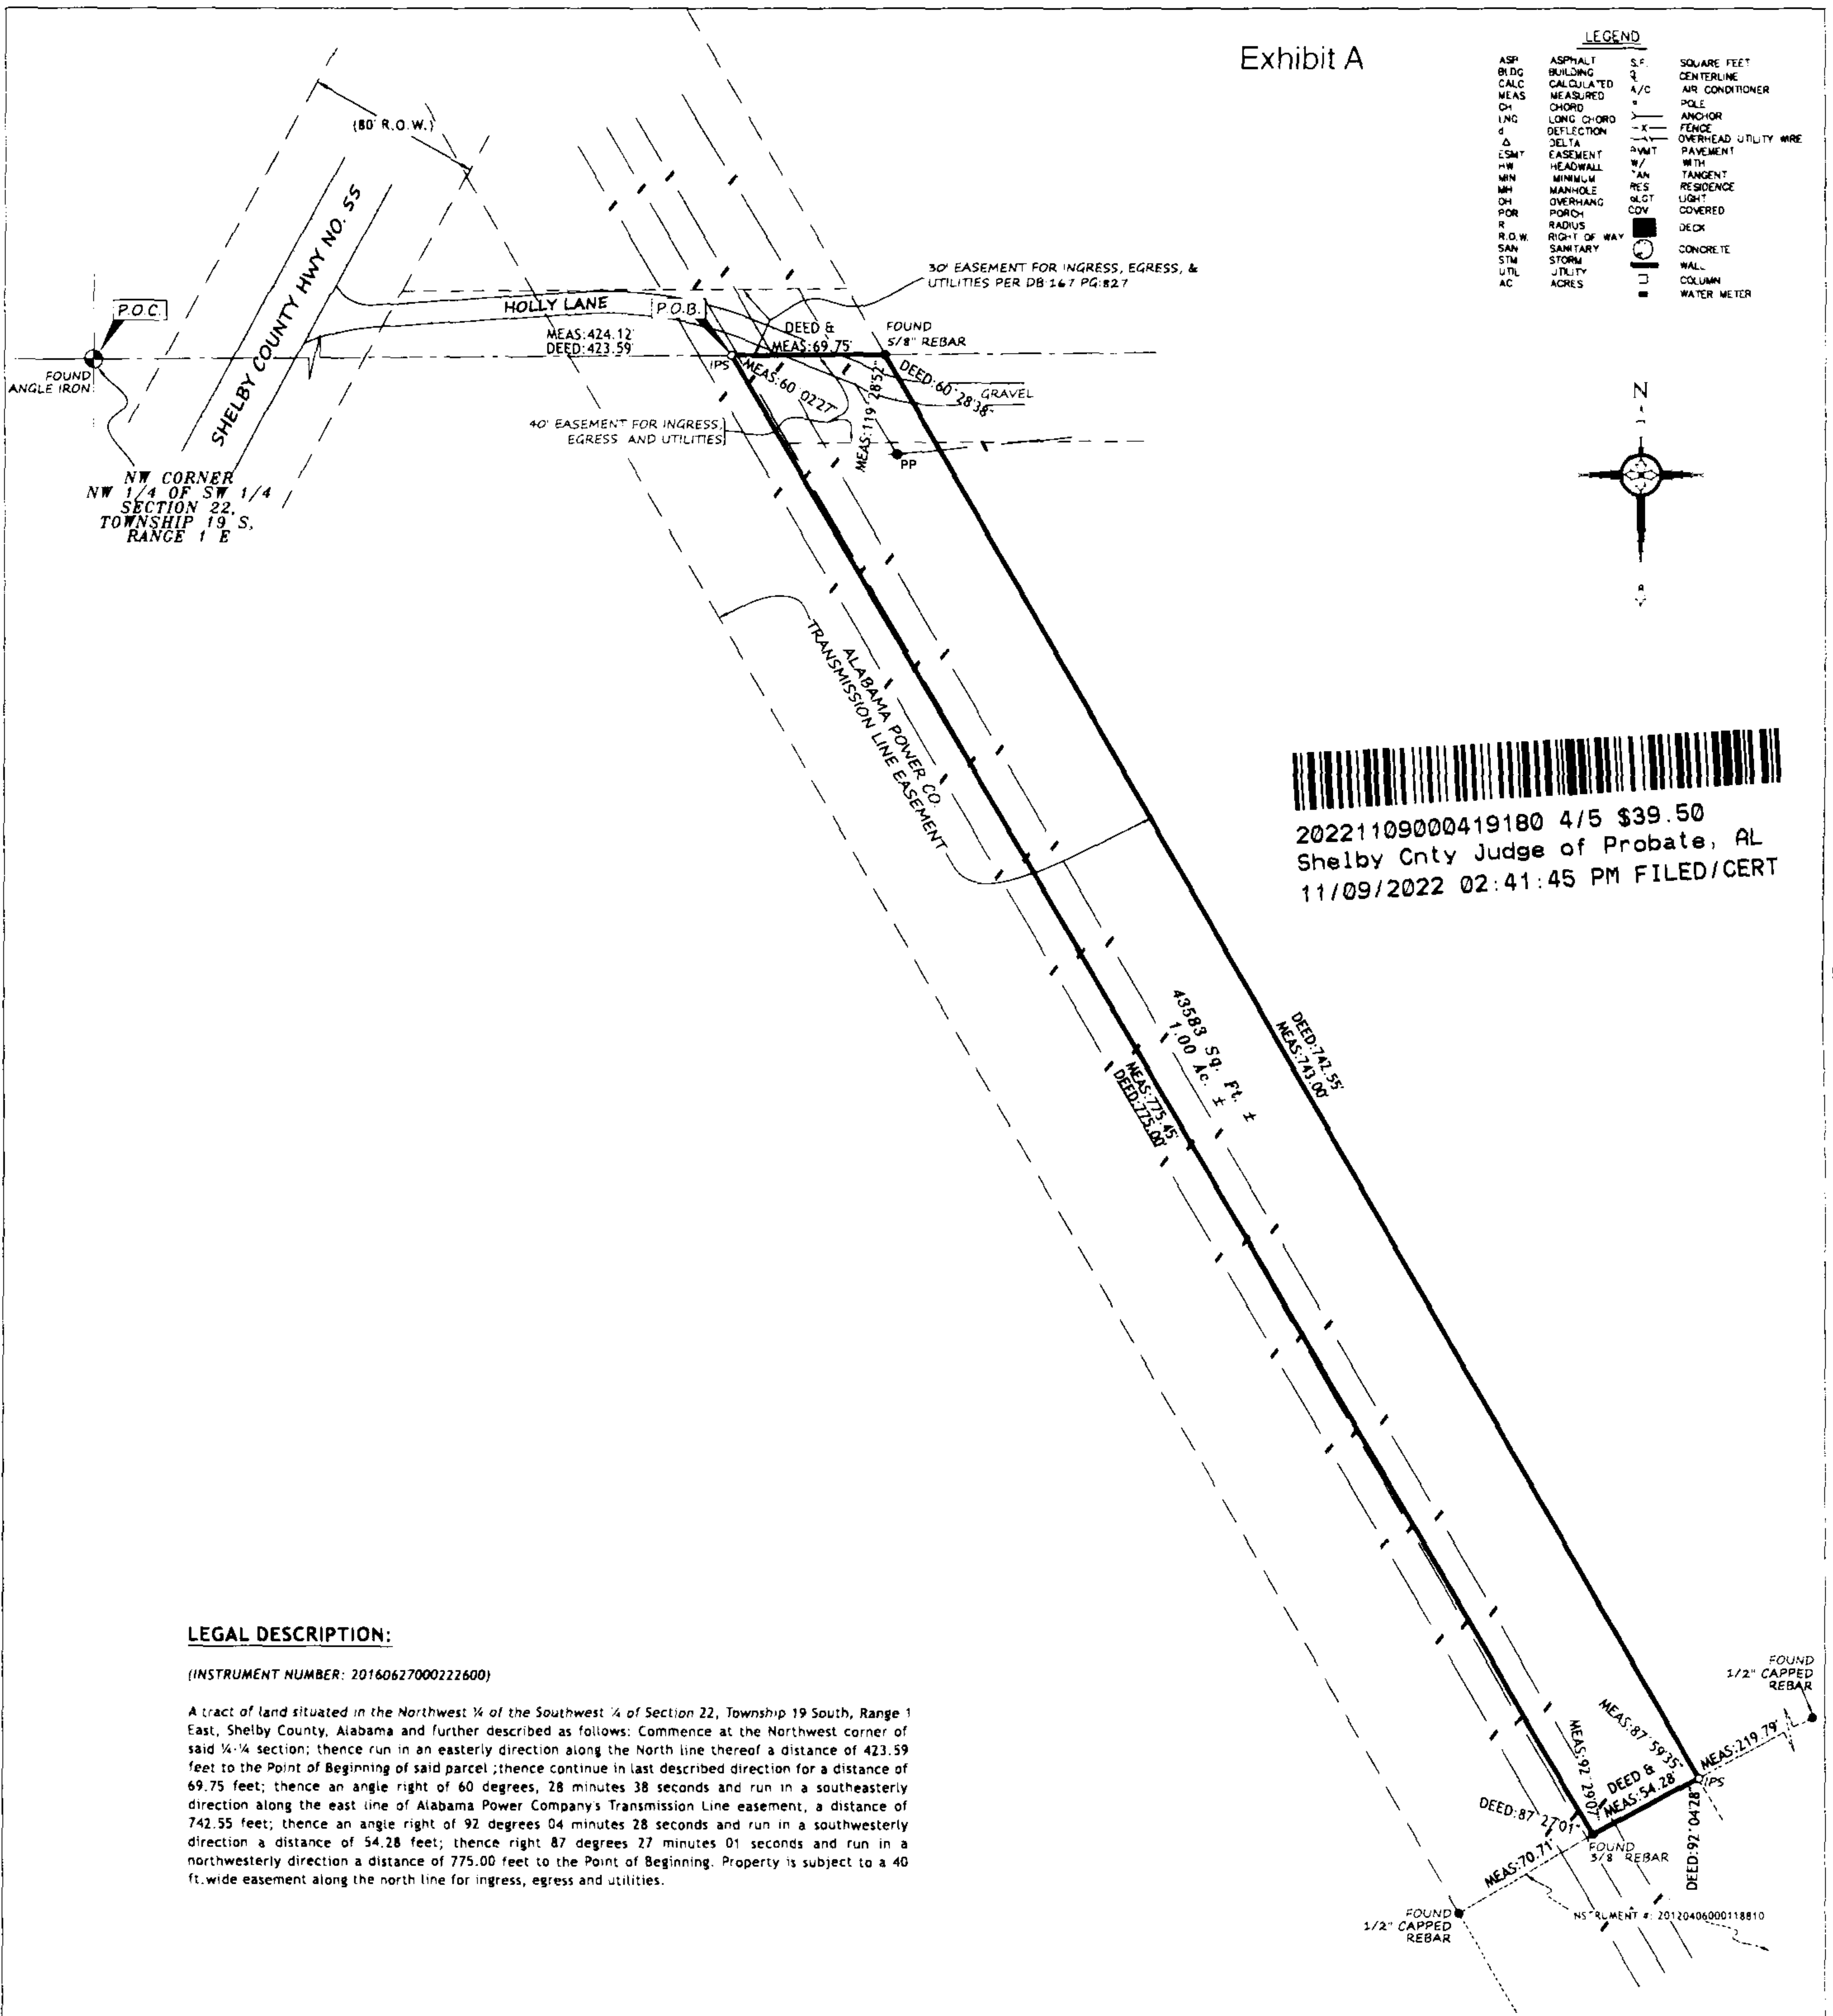 Exhibit A
LEGEND
ASP ASPHALT
BLDG BUILDING
CALC CALCULATED
MEAS MEASURED
CH CHORD
LNG LONG CHORD
d DEFLECTION
Δ DELTA
ESMT EASEMENT
HW HEADWALL
MIN MINIMUM
MH MANHOLE
OH OVERHANG
POR PORCH
R RADIUS
R.O.W. RIGHT OF WAY
SAN SANITARY
STM STORM
UTIL UTILITY
AC ACRES
S.F. SQUARE FEET
CENTERLINE
A/C AIR CONDITIONER
POLE
ANCHOR
-X- FENCE
OVERHEAD UTILITY WIRE
PVMT PAVEMENT
W/ WITH
TAN TANGENT
RES RESIDENCE
LIGHT
COV COVERED
DECK
CONCRETE
WALL
COLUMN
WATER METER
(80' R.O.W.)
SHELBY COUNTY HWY NO. 55
P.O.C.
FOUND
ANGLE IRON
NW CORNER
NW 1/4 OF SW 1/4
SECTION 22,
TOWNSHIP 19 S,
RANGE 1 E
HOLLY LANE
MEAS:424.12'
DEED:423.59'
P.O.B.
IPS
30' EASEMENT FOR INGRESS, EGRESS, &
UTILITIES PER DB:167 PG:827
DEED &
MEAS:69.75'
FOUND
5/8" REBAR
MEAS:60°02'27"
MEAS:119°28'52"
DEED:60°28'38"
GRAVEL
40' EASEMENT FOR INGRESS,
EGRESS AND UTILITIES
PP
N
ALABAMA POWER CO.
TRANSMISSION LINE EASEMENT
20221109000419180 4/5 $39.50
Shelby Cnty Judge of Probate, AL
11/09/2022 02:41:45 PM FILED/CERT
43583 Sq. Ft. ±
1.00 Ac. ±
DEED:742.55'
MEAS:743.00'
MEAS:775.45'
DEED:775.00'
LEGAL DESCRIPTION:
(INSTRUMENT NUMBER: 20160627000222600)
A tract of land situated in the Northwest ¼ of the Southwest ¼ of Section 22, Township 19 South, Range 1
East, Shelby County, Alabama and further described as follows: Commence at the Northwest corner of
said ¼-¼ section; thence run in an easterly direction along the North line thereof a distance of 423.59
feet to the Point of Beginning of said parcel ;thence continue in last described direction for a distance of
69.75 feet; thence an angle right of 60 degrees, 28 minutes 38 seconds and run in a southeasterly
direction along the east line of Alabama Power Company's Transmission Line easement, a distance of
742.55 feet; thence an angle right of 92 degrees 04 minutes 28 seconds and run in a southwesterly
direction a distance of 54.28 feet; thence right 87 degrees 27 minutes 01 seconds and run in a
northwesterly direction a distance of 775.00 feet to the Point of Beginning. Property is subject to a 40
ft.wide easement along the north line for ingress, egress and utilities.
FOUND
1/2" CAPPED
REBAR
MEAS:219.79'
MEAS:87°59'35"
MEAS:92°29'07"
DEED &
MEAS:54.28'
IPS
DEED:87°27'01"
DEED:92°04'28"
FOUND
5/8" REBAR
MEAS:70.71'
FOUND
1/2" CAPPED
REBAR
NSTRUMENT #: 20120406000118810